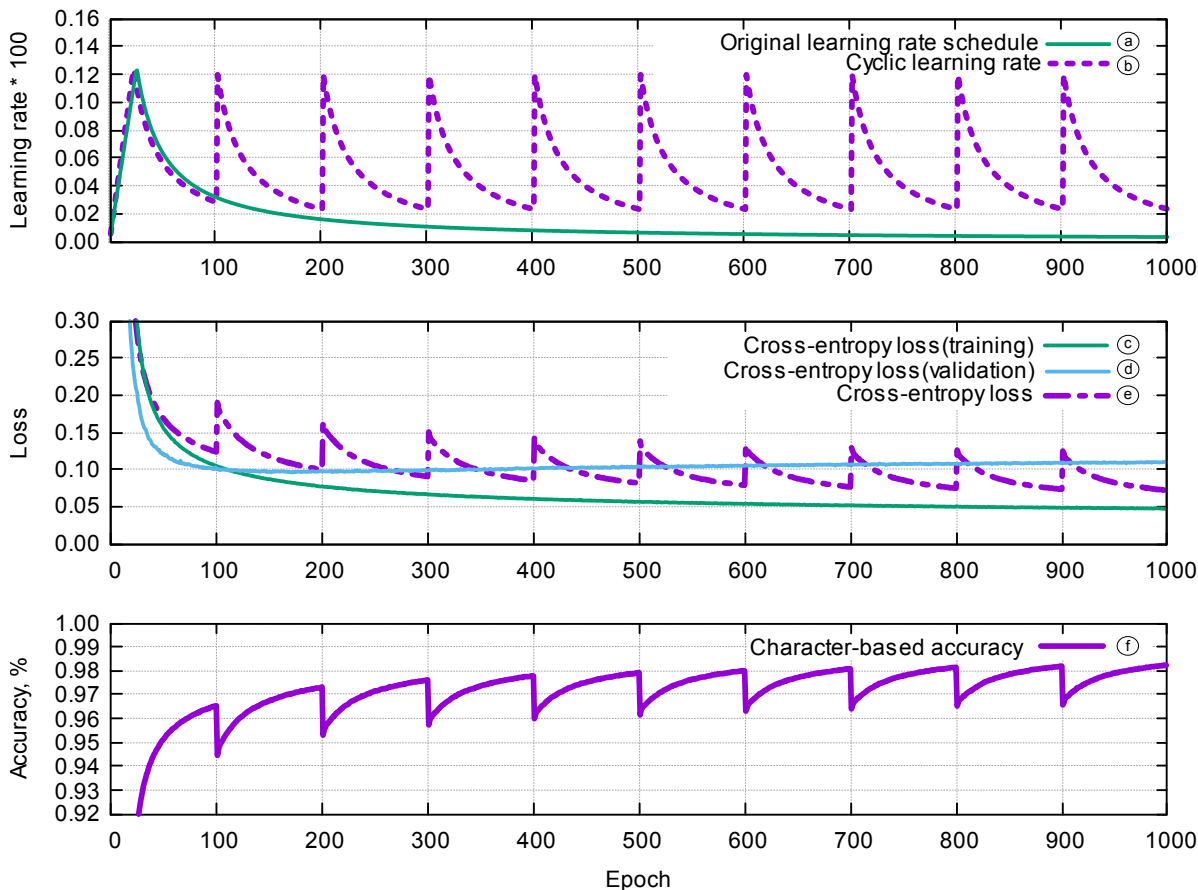 0.16
0.14
0.12
0.10
0.08
0.06
0.04
0.02
0.00
Learning rate * 100
Original learning rate schedule a
Cyclic learning rate b
100 200 300 400 500 600 700 800 900 1000
0.30
0.25
0.20
0.15
0.10
0.05
0.00
Loss
Cross-entropy loss(training) c
Cross-entropy loss(validation) d
Cross-entropy loss e
0 100 200 300 400 500 600 700 800 900 1000
1.00
0.99
0.98
0.97
0.96
0.95
0.94
0.93
0.92
Accuracy, %
Character-based accuracy f
0 100 200 300 400 500 600 700 800 900 1000
Epoch